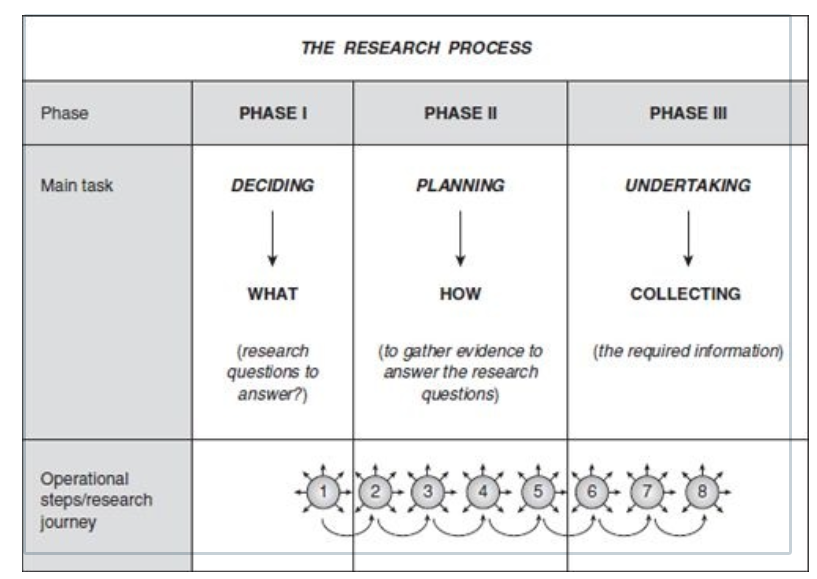 THE RESEARCH PROCESS
Phase
PHASE I
PHASE II
PHASE III
Main task
DECIDING
PLANNING
UNDERTAKING
WHAT
HOW
COLLECTING
(research
questions to
answer?)
(to gather evidence to
answer the research
questions)
(the required information)
Operational
steps/research
journey
1 2 3 4 5 6 7 8